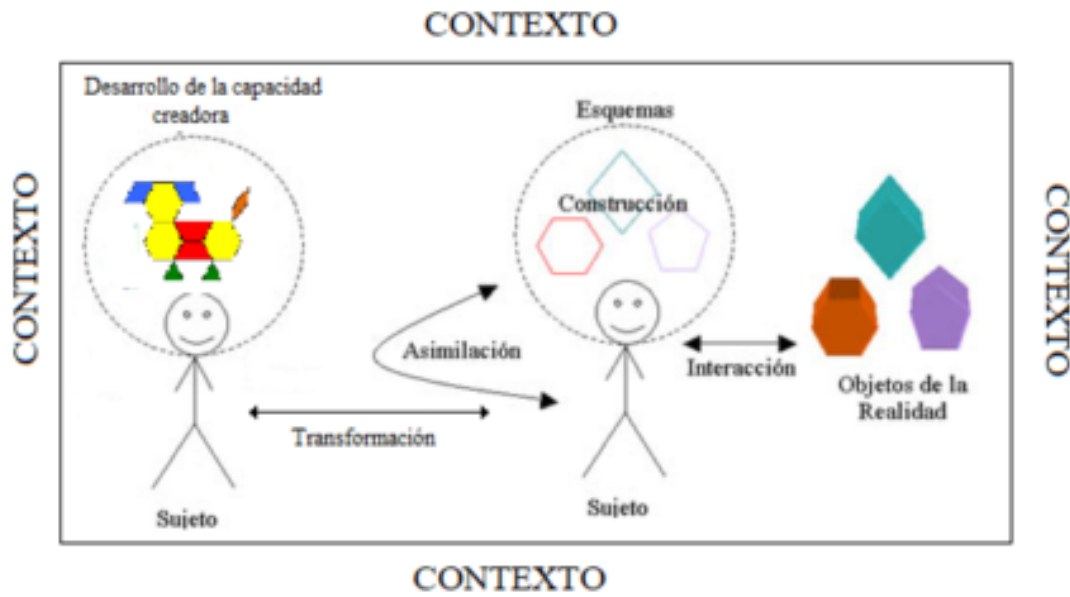 CONTEXTO
Desarrollo de la capacidad
creadora
Esquemas
Construcción
CONTEXTO
CONTEXTO
Asimilación
Interacción
Objetos de la
Realidad
Transformación
Sujeto
Sujeto
CONTEXTO